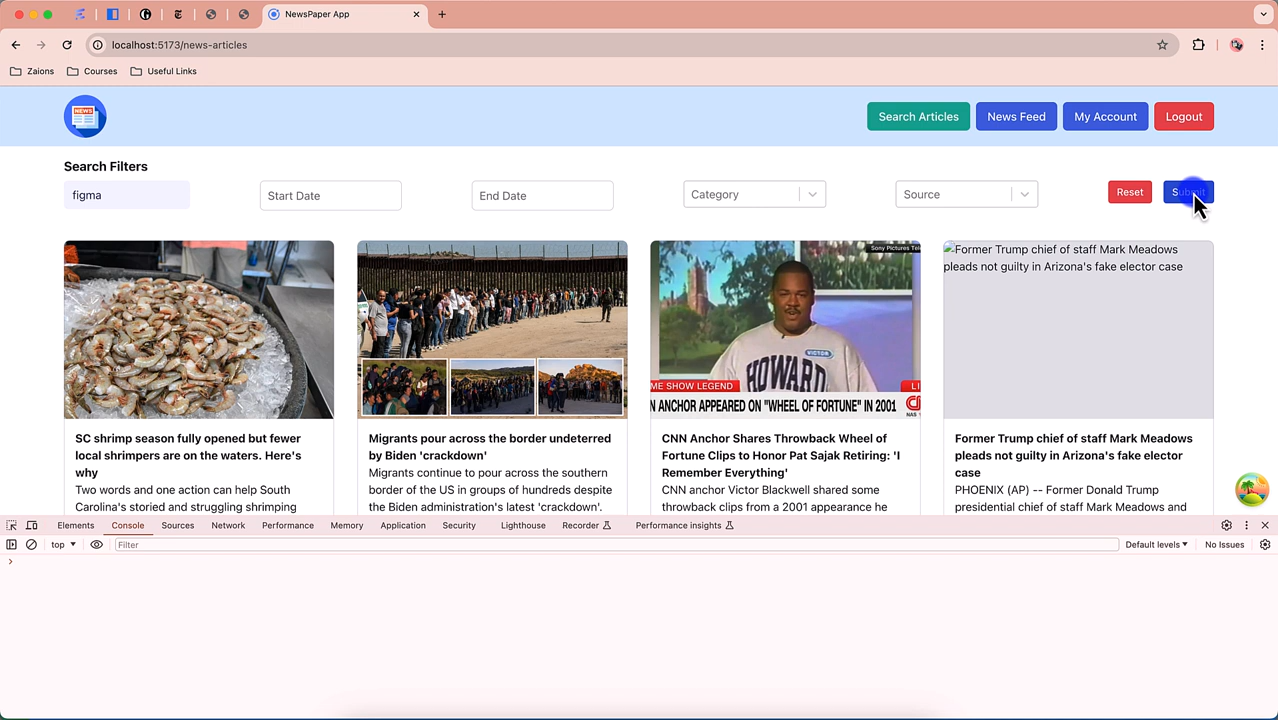 NewsPaper App
localhost:5173/news-articles
Zaions
Courses
Useful Links
NEWS
Search Articles
News Feed
My Account
Logout
Search Filters
figma
Start Date
End Date
Category
Source
Reset
Submit
Sony Pictures Tel
Former Trump chief of staff Mark Meadows
pleads not guilty in Arizona's fake elector case
VICTOR
HOWARD
ME SHOW LEGEND
LI
N ANCHOR APPEARED ON "WHEEL OF FORTUNE" IN 2001
NAS
SC shrimp season fully opened but fewer
local shrimpers are on the waters. Here's
why
Two words and one action can help South
Carolina's storied and struggling shrimping
Migrants pour across the border undeterred
by Biden 'crackdown'
Migrants continue to pour across the southern
border of the US in groups of hundreds despite
the Biden administration's latest 'crackdown'.
CNN Anchor Shares Throwback Wheel of
Fortune Clips to Honor Pat Sajak Retiring: 'I
Remember Everything'
CNN anchor Victor Blackwell shared some
throwback clips from a 2001 appearance he
Former Trump chief of staff Mark Meadows
pleads not guilty in Arizona's fake elector
case
PHOENIX (AP) -- Former Donald Trump
presidential chief of staff Mark Meadows and
Elements
Console
Sources
Network
Performance
Memory
Application
Security
Lighthouse
Recorder
Performance insights
top
Filter
Default levels
No Issues